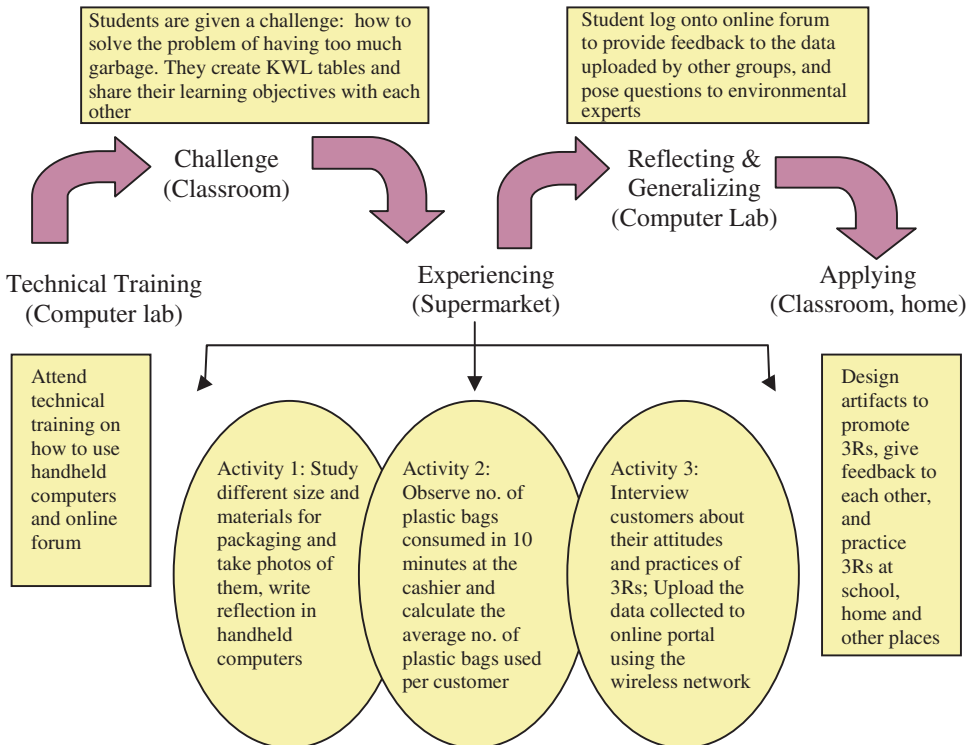 Students are given a challenge:  how to
solve the problem of having too much
garbage. They create KWL tables and
share their learning objectives with each
other
Student log onto online forum
to provide feedback to the data
uploaded by other groups, and
pose questions to environmental
experts
Challenge
(Classroom)
Reflecting &
Generalizing
(Computer Lab)
Technical Training
(Computer lab)
Experiencing
(Supermarket)
Applying
(Classroom, home)
Attend
technical
training on
how to use
handheld
computers
and online
forum
Activity 1: Study
different size and
materials for
packaging and
take photos of
them, write
reflection in
handheld
computers
Activity 2:
Observe no. of
plastic bags
consumed in 10
minutes at the
cashier and
calculate the
average no. of
plastic bags used
per customer
Activity 3:
Interview
customers about
their attitudes
and practices of
3Rs; Upload the
data collected to
online portal
using the
wireless network
Design
artifacts to
promote
3Rs, give
feedback to
each other,
and
practice
3Rs at
school,
home and
other places